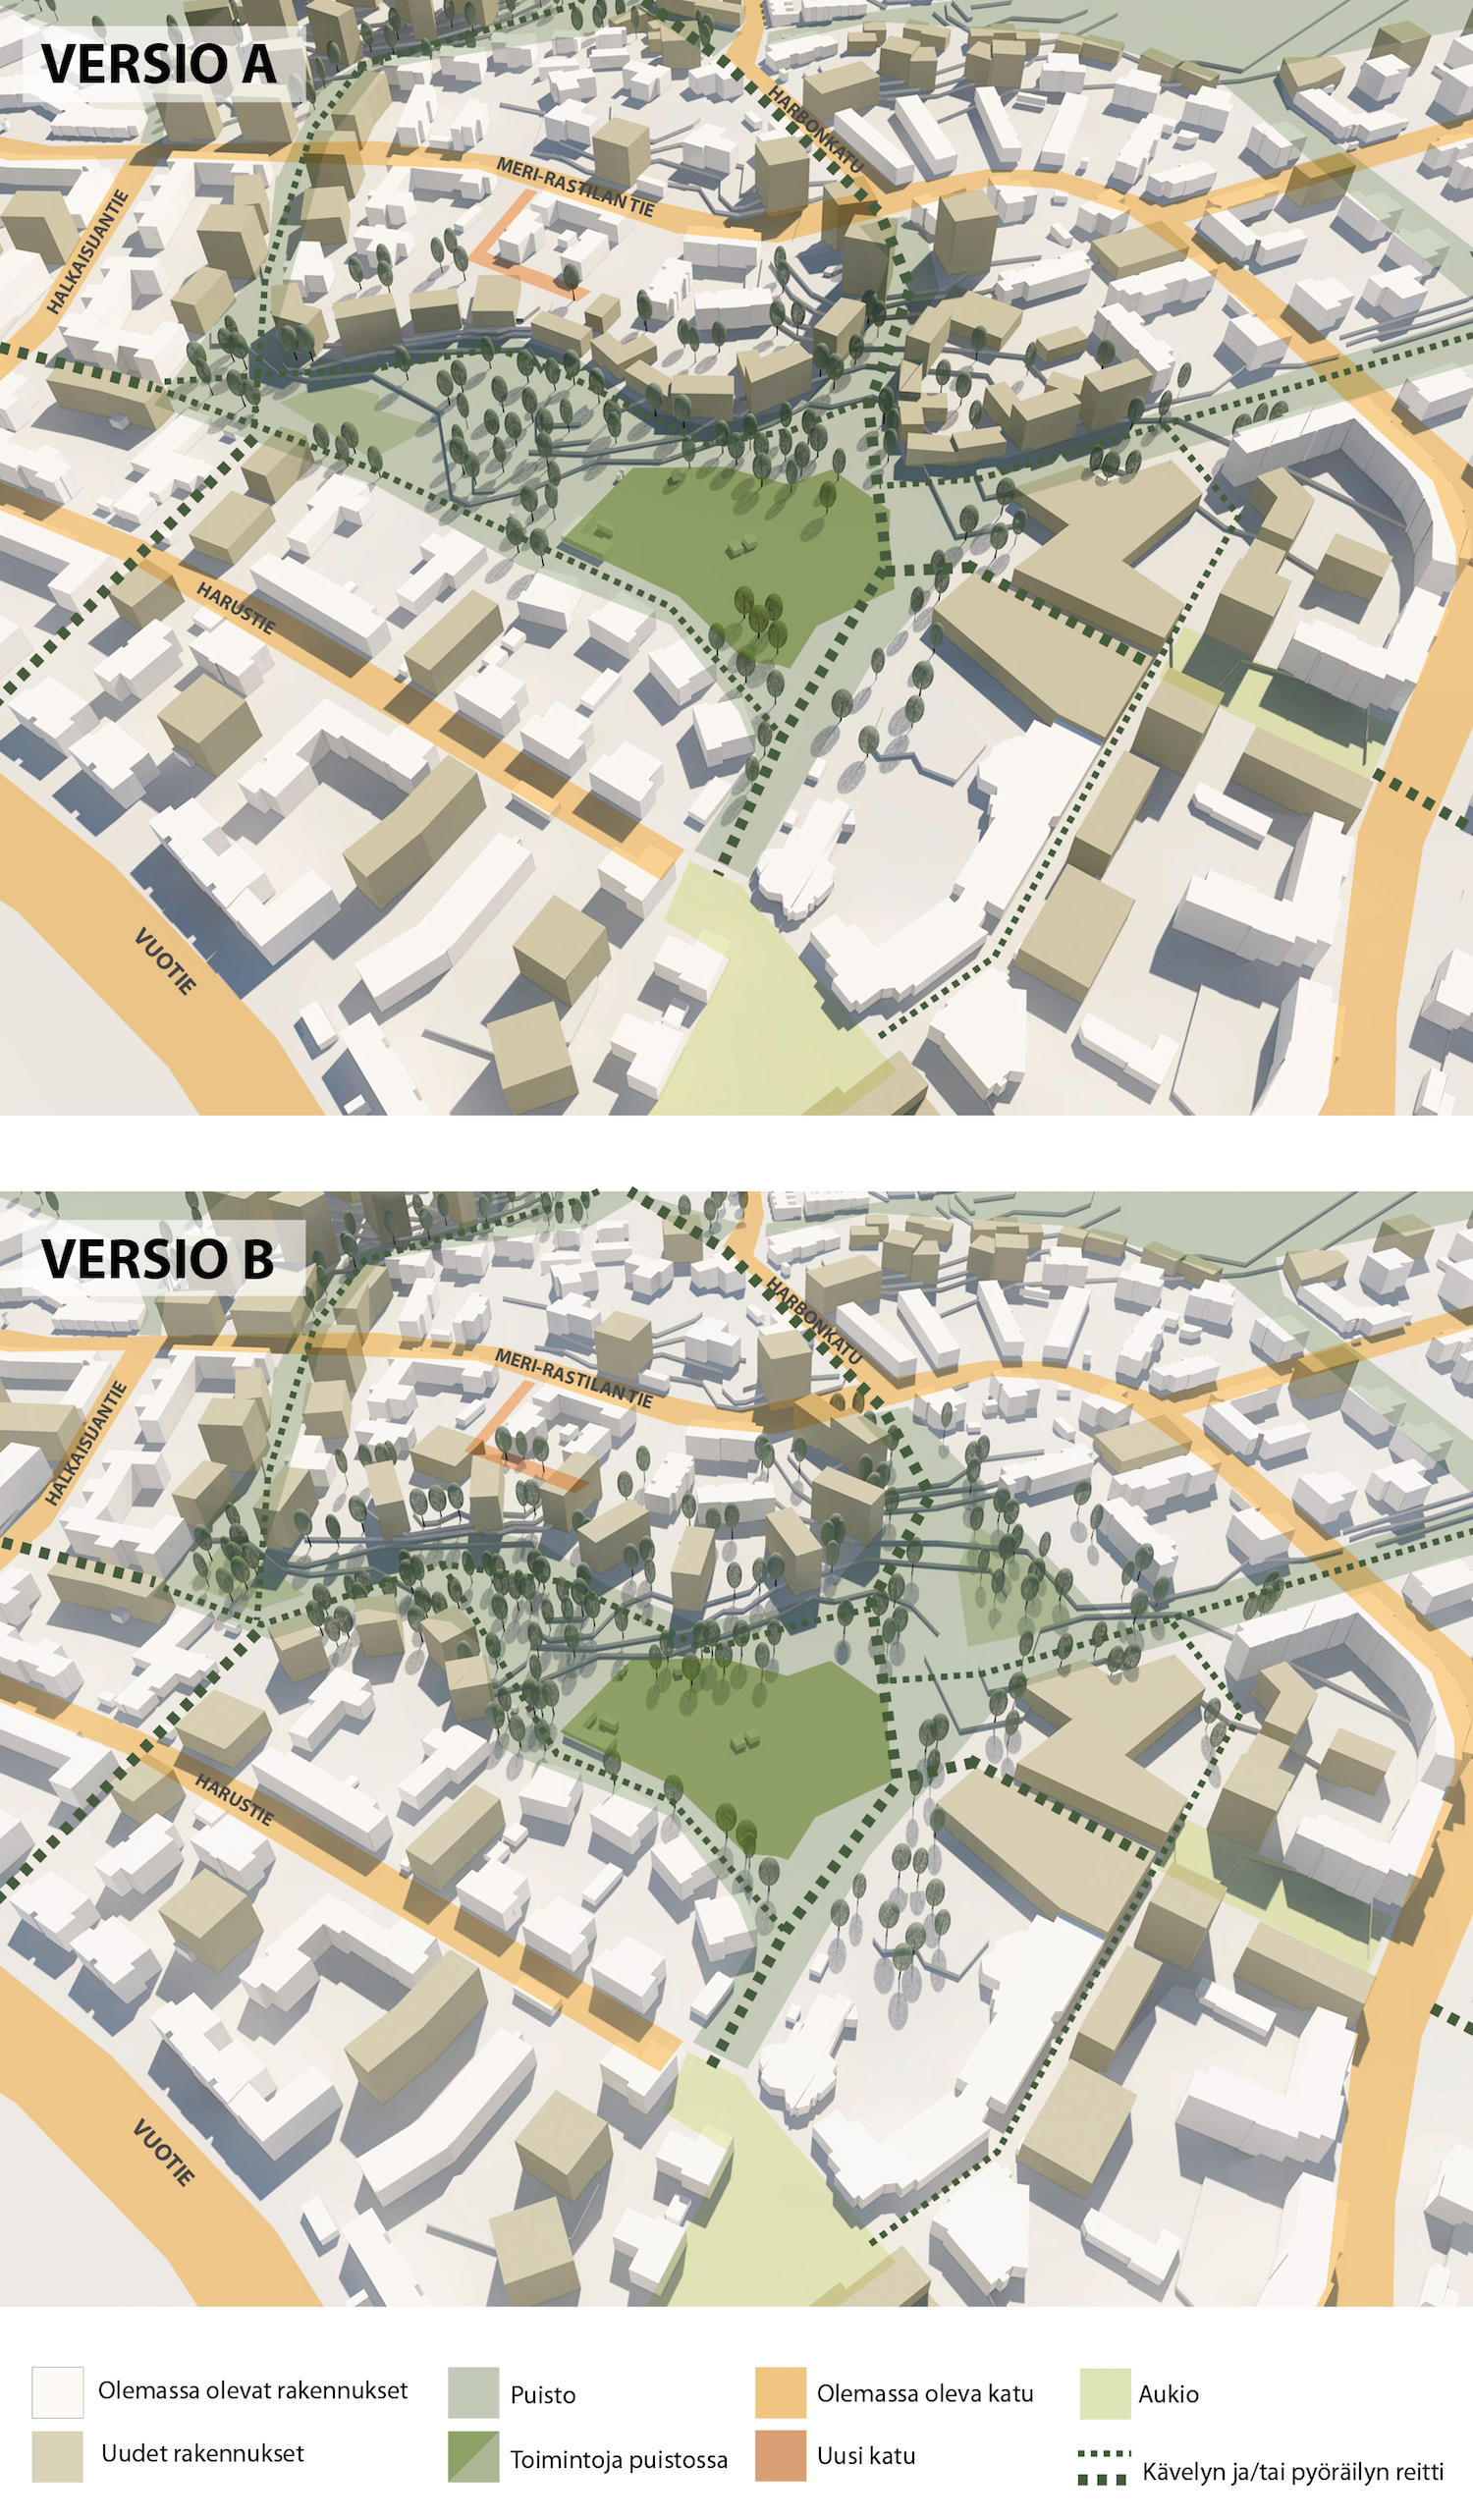 VERSIO A
HARBONKATU
MERI-RASTILAN TIE
HALKAISIJANTIE
HARUSTIE
VUOTIE
VERSIO B
HARBONKATU
MERI-RASTILAN TIE
HALKAISIJANTIE
HARUSTIE
VUOTIE
Olemassa olevat rakennukset
Puisto
Olemassa oleva katu
Aukio
Uudet rakennukset
Toimintoja puistossa
Uusi katu
Kävelyn ja/tai pyöräilyn reitti